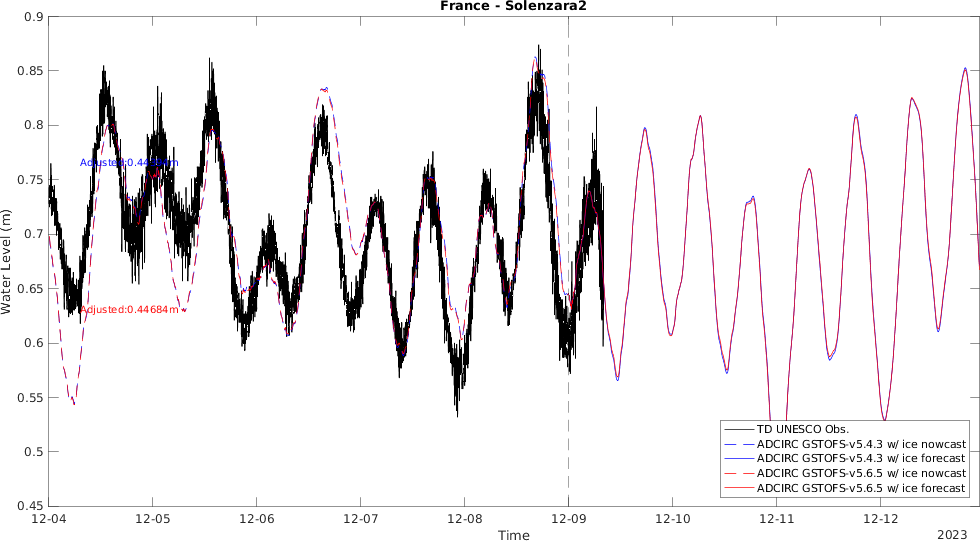 France - Solenzara2
0.9
0.85
0.8
0.75
0.7
0.65
0.6
0.55
0.5
0.45
Water Level (m)
Adjusted:0.44684m
TD UNESCO Obs.
ADCIRC GSTOFS-v5.4.3 w/ ice nowcast
ADCIRC GSTOFS-v5.4.3 w/ ice forecast
ADCIRC GSTOFS-v5.6.5 w/ ice nowcast
ADCIRC GSTOFS-v5.6.5 w/ ice forecast
12-04 12-05 12-06 12-07 12-08 12-09 12-10 12-11 12-12
Time
2023